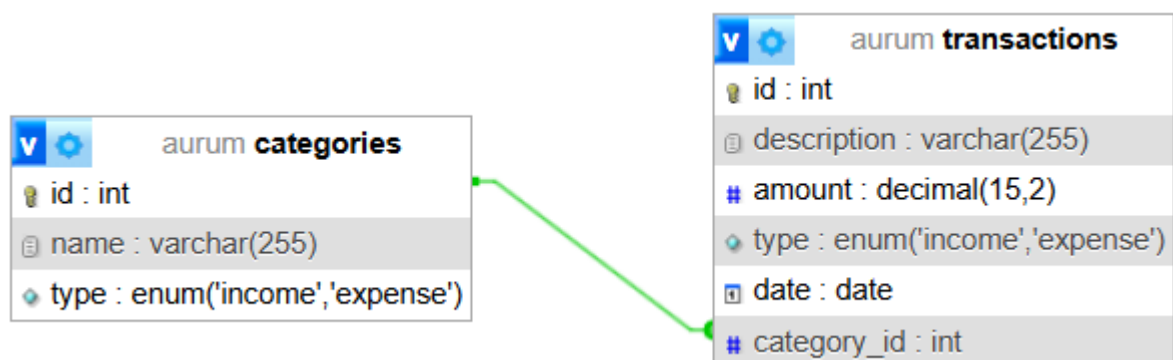 v aurum categories
id : int
name : varchar(255)
type : enum('income','expense')
v aurum transactions
id : int
description : varchar(255)
# amount : decimal(15,2)
type : enum('income','expense')
date : date
# category_id : int